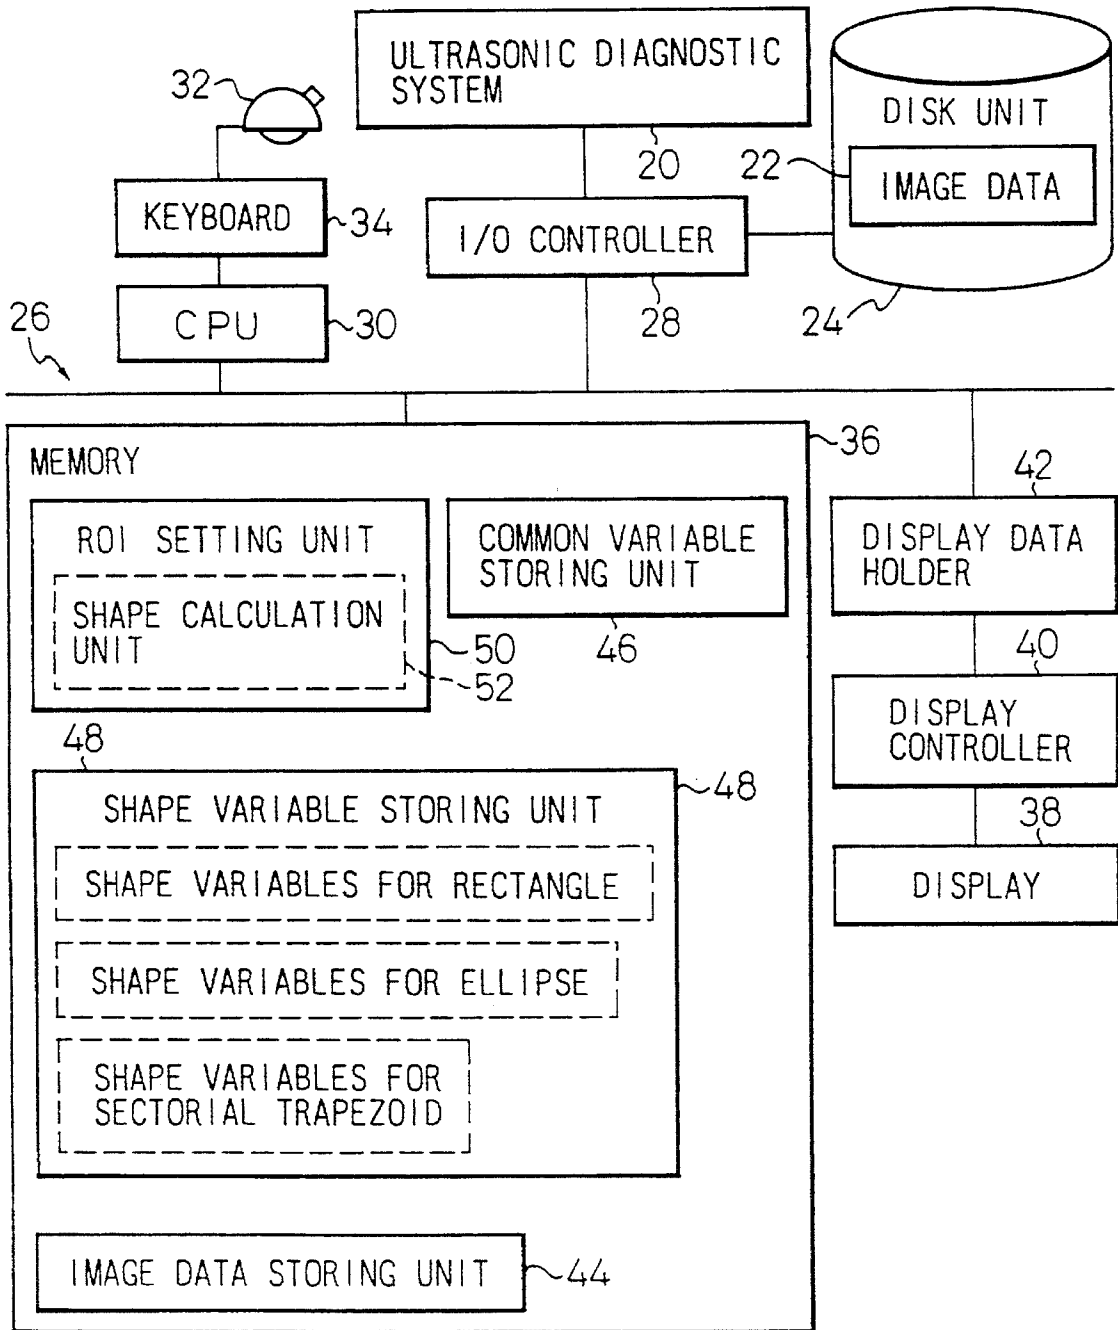 ULTRASONIC DIAGNOSTIC
SYSTEM
20
32
DISK UNIT
22
IMAGE DATA
24
KEYBOARD
34
I/O CONTROLLER
28
CPU
30
26
36
MEMORY
ROI SETTING UNIT
SHAPE CALCULATION
UNIT
50
52
COMMON VARIABLE
STORING UNIT
46
42
DISPLAY DATA
HOLDER
40
DISPLAY
CONTROLLER
38
DISPLAY
48
48
SHAPE VARIABLE STORING UNIT
SHAPE VARIABLES FOR RECTANGLE
SHAPE VARIABLES FOR ELLIPSE
SHAPE VARIABLES FOR
SECTORIAL TRAPEZOID
IMAGE DATA STORING UNIT
44